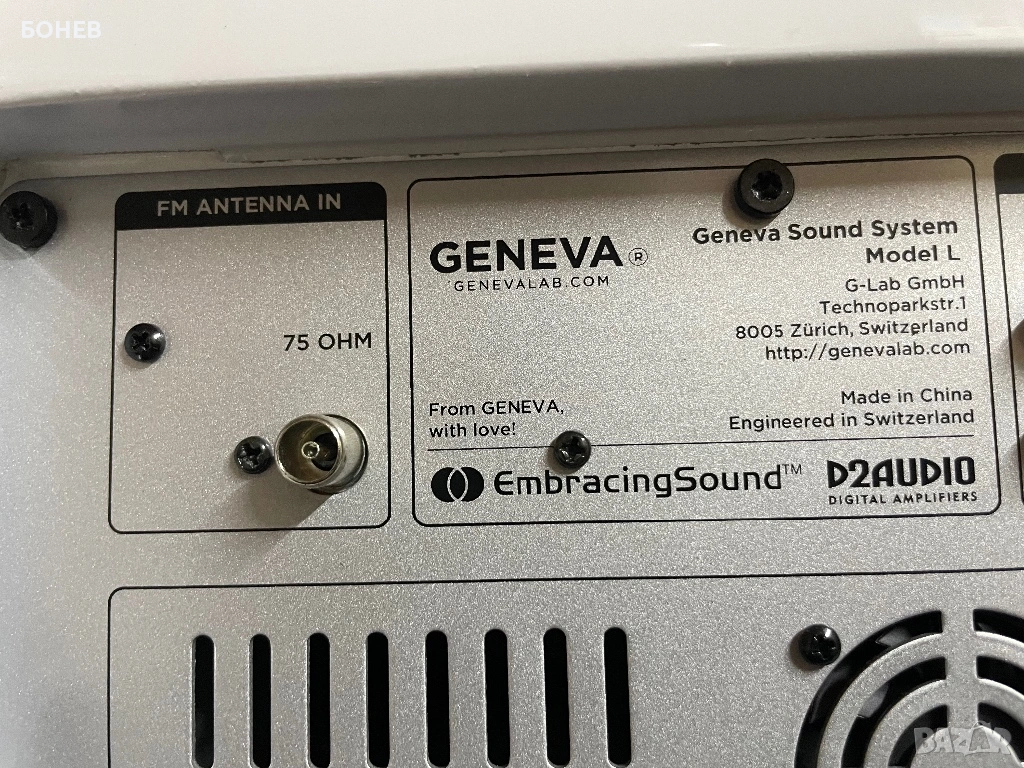 БОНЕВ
FM ANTENNA IN
75 OHM
GENEVA ®
GENEVALAB.COM
Geneva Sound System
Model L
G-Lab GmbH
Technoparkstr.1
8005 Zürich, Switzerland
http://genevalab.com
From GENEVA,
with love!
Made in China
Engineered in Switzerland
EmbracingSound™
D2AUDIO
DIGITAL AMPLIFIERS
BAZAR